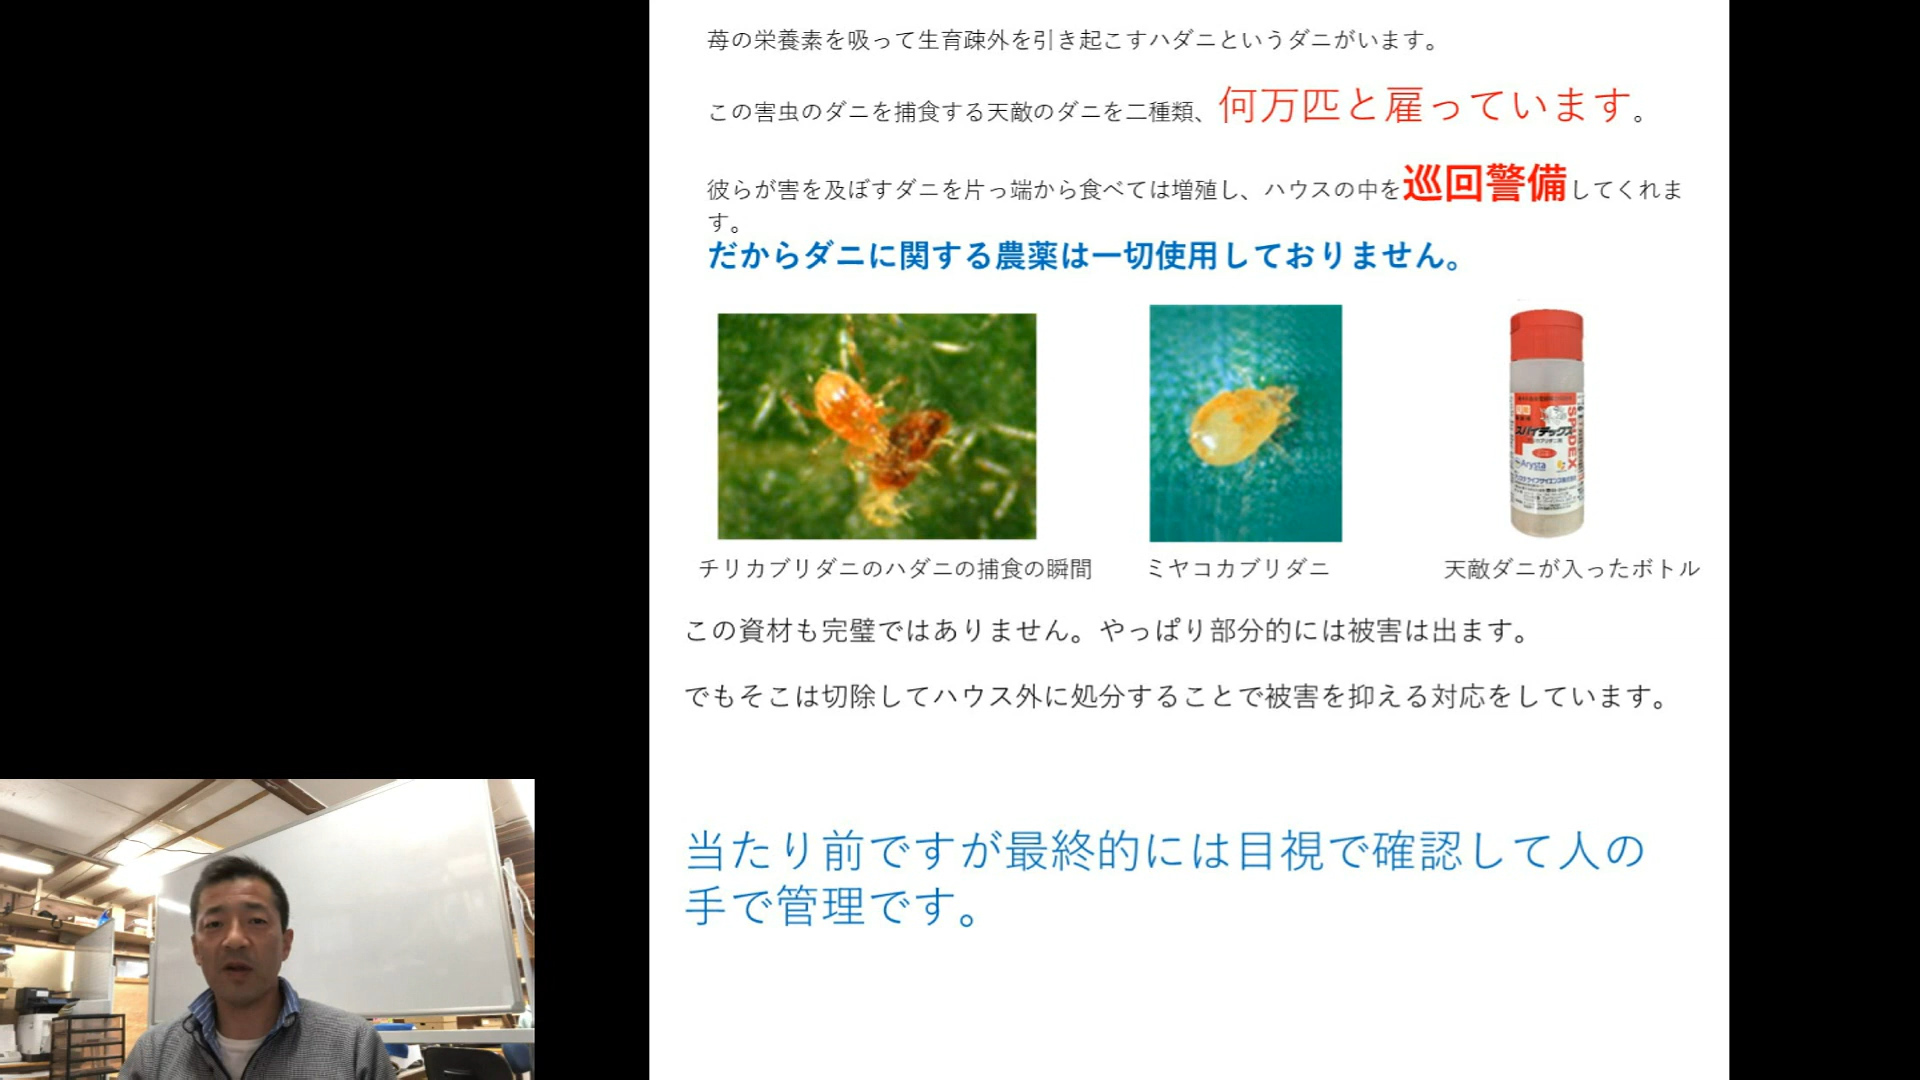 苺の栄養素を吸って生育疎外を引き起こすハダニというダニがいます。
この害虫のダニを捕食する天敵のダニを二種類、何万匹と雇っています。
彼らが害を及ぼすダニを片っ端から食べては増殖し、ハウスの中を巡回警備してくれま
す。
だからダニに関する農薬は一切使用しておりません。
スパイデックス
SPIDEX
Arysta
チリカブリダニのハダニの捕食の瞬間
ミヤコカブリダニ
天敵ダニが入ったボトル
この資材も完璧ではありません。やっぱり部分的には被害は出ます。
でもそこは切除してハウス外に処分することで被害を抑える対応をしています。
当たり前ですが最終的には目視で確認して人の
手で管理です。